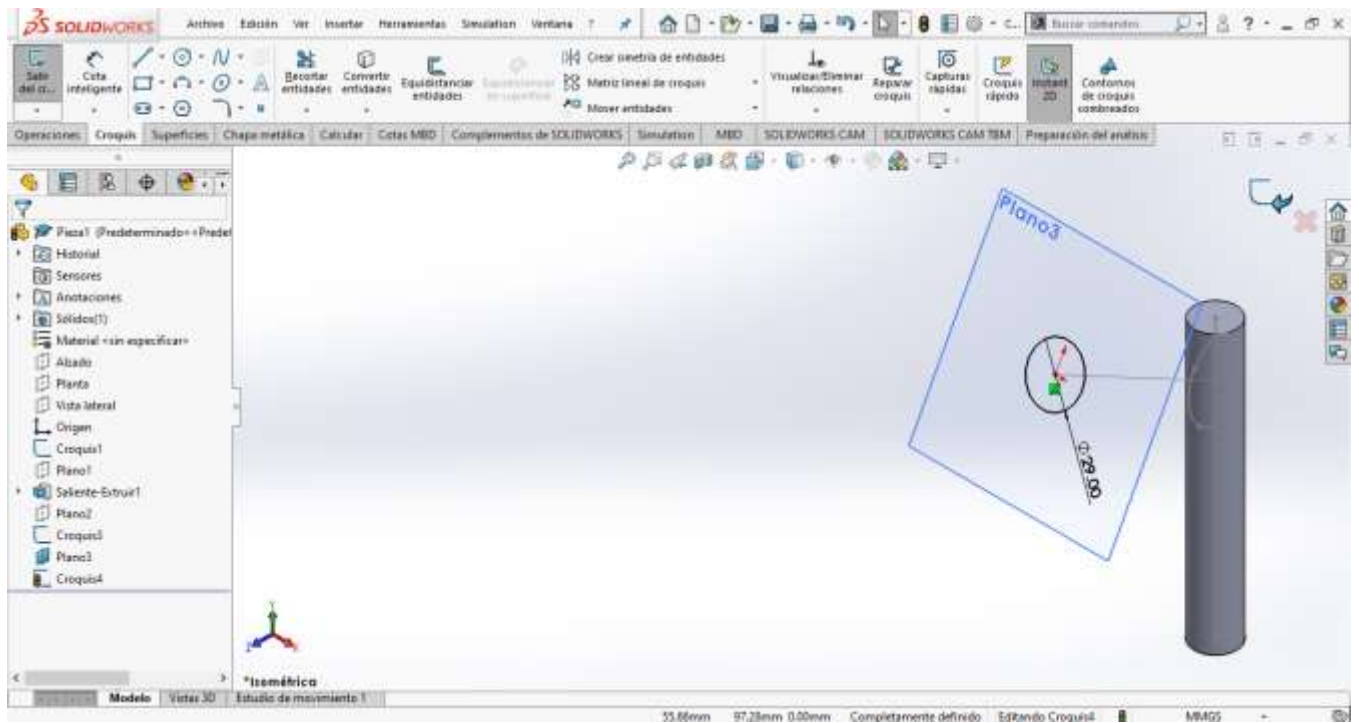 SOLIDWORKS Archivo Edición Ver Insertar Herramientas Simulation Ventana ? c... Buscar comandos ?
Salir del cr... Cota inteligente Recortar entidades Convertir entidades Equidistanciar entidades Crear simetría de entidades Matriz lineal de croquis Mover entidades Visualizar/Eliminar relaciones Reparar croquis Capturas rápidas Croquis rápido Instant 2D Contornos de croquis sombreados
Operaciones Croquis Superficies Chapa metálica Calcular Cotas MBD Complementos de SOLIDWORKS Simulation MBD SOLIDWORKS CAM SOLIDWORKS CAM TBM Preparación del análisis
Pieza1 (Predeterminado<<Predet
Historial
Sensores
Anotaciones
Sólidos(1)
Material <sin especificar>
Alzado
Planta
Vista lateral
Origen
Croquis1
Plano1
Saliente-Extruir1
Plano2
Croquis3
Plano3
Croquis4
Plano3
Φ29.00
Y
Z
*Isométrica
Modelo Vistas 3D Estudio de movimiento 1
55.86mm 97.28mm 0.00mm Completamente definido Editando Croquis4 MMGS